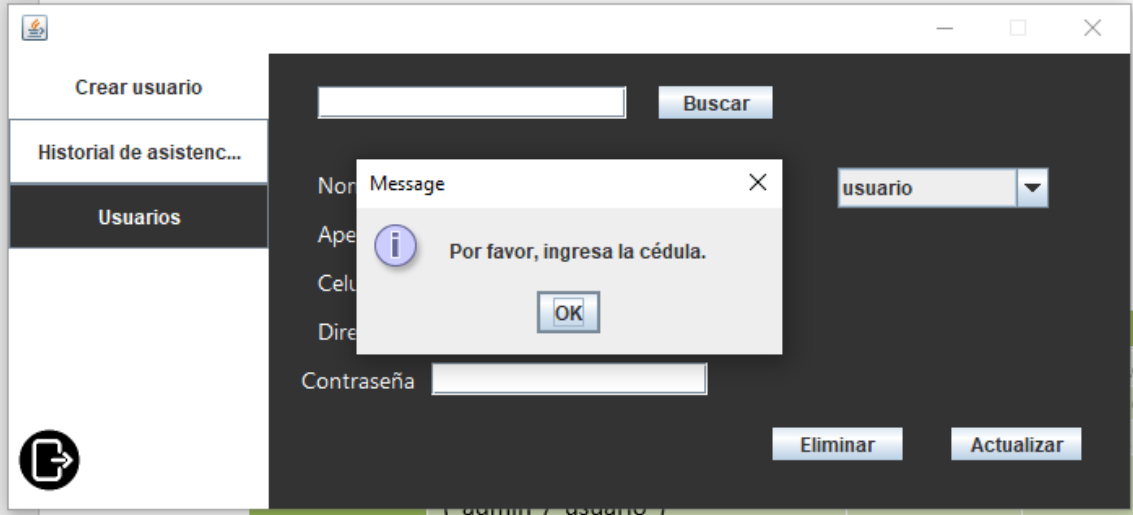 Crear usuario
Buscar
Historial de asistenc...
Message
usuario
Usuarios
Por favor, ingresa la cédula.
OK
Contraseña
Eliminar
Actualizar